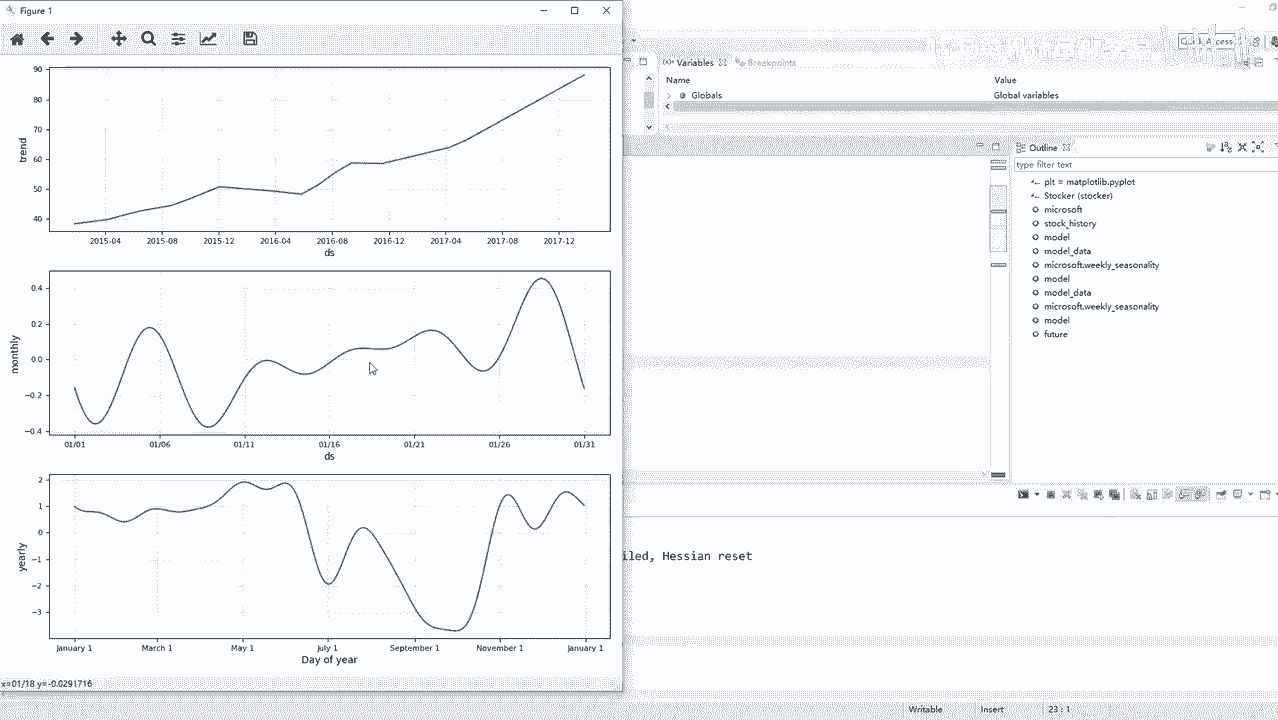 Figure 1
90
80
70
60
50
40
trend
2015-04 2015-08 2015-12 2016-04 2016-08 2016-12 2017-04 2017-08 2017-12
ds
0.4
0.2
0.0
−0.2
−0.4
monthly
01/01 01/06 01/11 01/16 01/21 01/26 01/31
ds
2
1
0
−1
−2
−3
yearly
January 1 March 1 May 1 July 1 September 1 November 1 January 1
Day of year
x=01/18 y=-0.0291716
Variables Breakpoints
Name Value
Globals Global variables
Outline
type filter text
plt = matplotlib.pyplot
Stocker (stocker)
microsoft
stock_history
model
model_data
microsoft.weekly_seasonality
model
model_data
microsoft.weekly_seasonality
model
future
iled, Hessian reset
Writable Insert 23 : 1